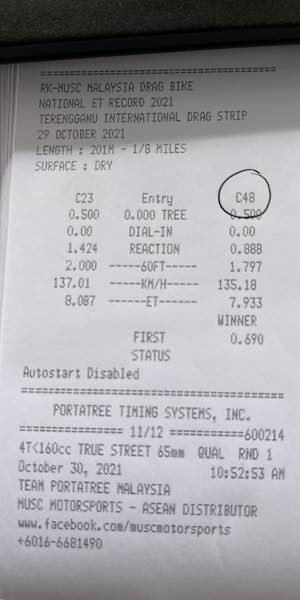 ==============================
RK-MUSC MALAYSIA DRAG BIKE
NATIONAL ET RECORD 2021
TERENGGANU INTERNATIONAL DRAG STRIP
29 OCTOBER 2021
LENGTH : 201M - 1/8 MILES
SURFACE : DRY
C23 Entry C48
0.500 0.000 TREE 0.500
0.00 DIAL-IN 0.00
1.424 REACTION 0.888
2.000 -----60FT----- 1.797
137.01 -----KM/H----- 135.18
8.087 ------ET------ 7.933
WINNER
FIRST 0.690
STATUS
Autostart Disabled
========================================
PORTATREE TIMING SYSTEMS, INC.
================ 11/12 ===========600214
4T<160cc TRUE STREET 65mm QUAL RND 1
October 30, 2021 10:52:53 AM
TEAM PORTATREE MALAYSIA
MUSC MOTORSPORTS - ASEAN DISTRIBUTOR
www.facebook.com/muscmotorsports
+6016-6681490